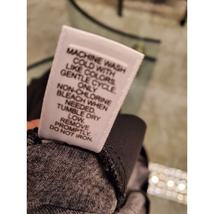 MACHINE WASH
COLD WITH
LIKE COLORS.
GENTLE CYCLE.
ONLY
NON-CHLORINE
BLEACH WHEN
NEEDED.
TUMBLE DRY
LOW.
REMOVE
PROMPTLY.
DO NOT IRON.